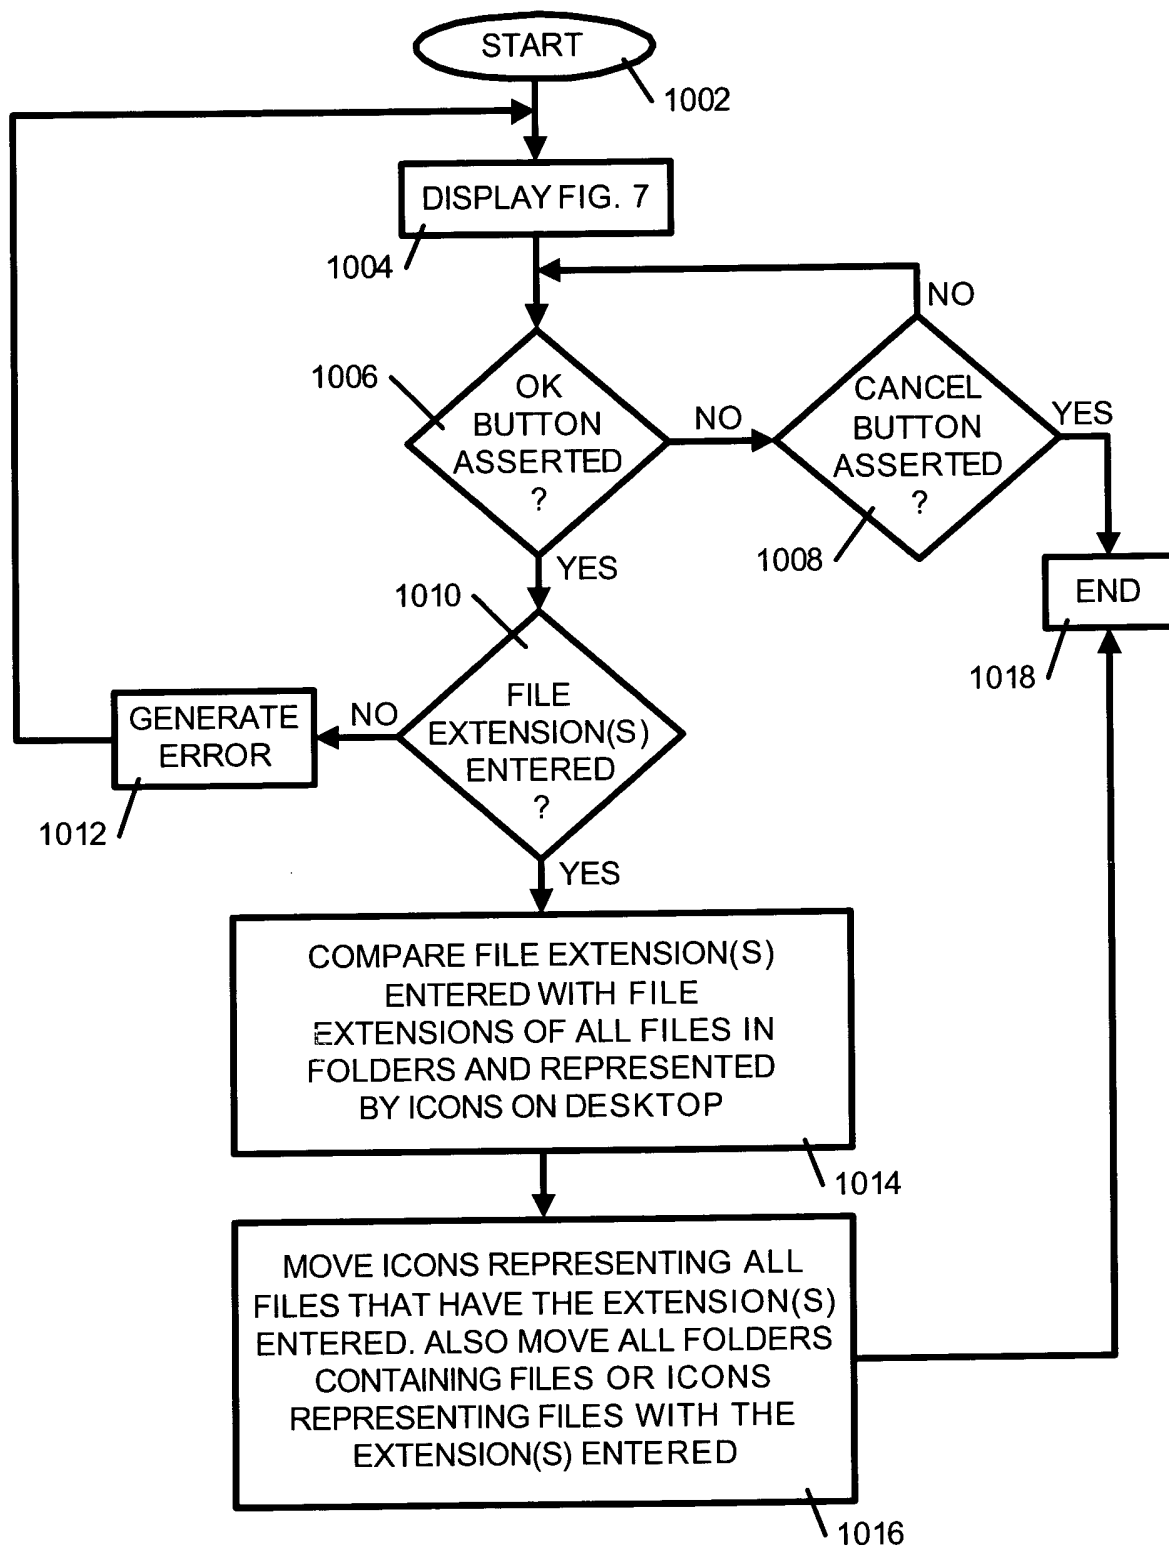 START
1002
DISPLAY FIG. 7
1004
NO
1006
OK
BUTTON
ASSERTED
?
NO
CANCEL
BUTTON
ASSERTED
?
YES
1008
YES
END
1018
1010
FILE
EXTENSION(S)
ENTERED
?
NO
GENERATE
ERROR
1012
YES
COMPARE FILE EXTENSION(S)
ENTERED WITH FILE
EXTENSIONS OF ALL FILES IN
FOLDERS AND REPRESENTED
BY ICONS ON DESKTOP
1014
MOVE ICONS REPRESENTING ALL
FILES THAT HAVE THE EXTENSION(S)
ENTERED. ALSO MOVE ALL FOLDERS
CONTAINING FILES OR ICONS
REPRESENTING FILES WITH THE
EXTENSION(S) ENTERED
1016